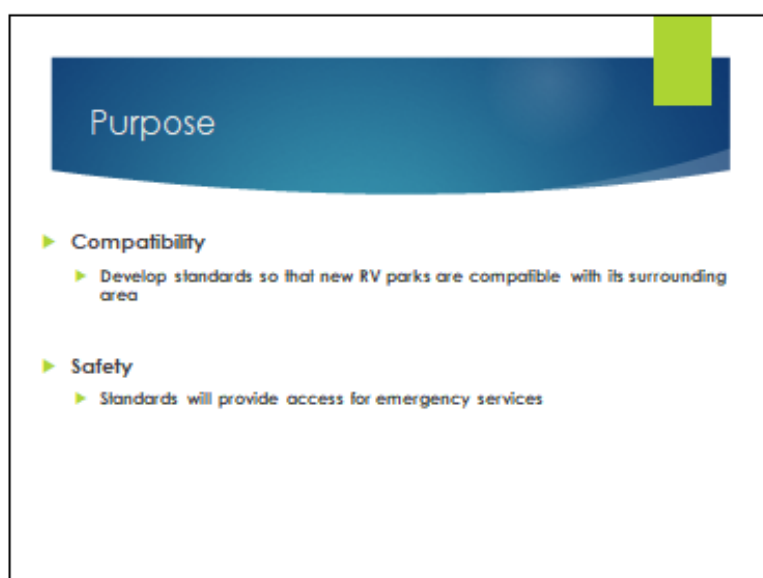 Purpose
Compatibility
Develop standards so that new RV parks are compatible with its surrounding
area
Safety
Standards will provide access for emergency services